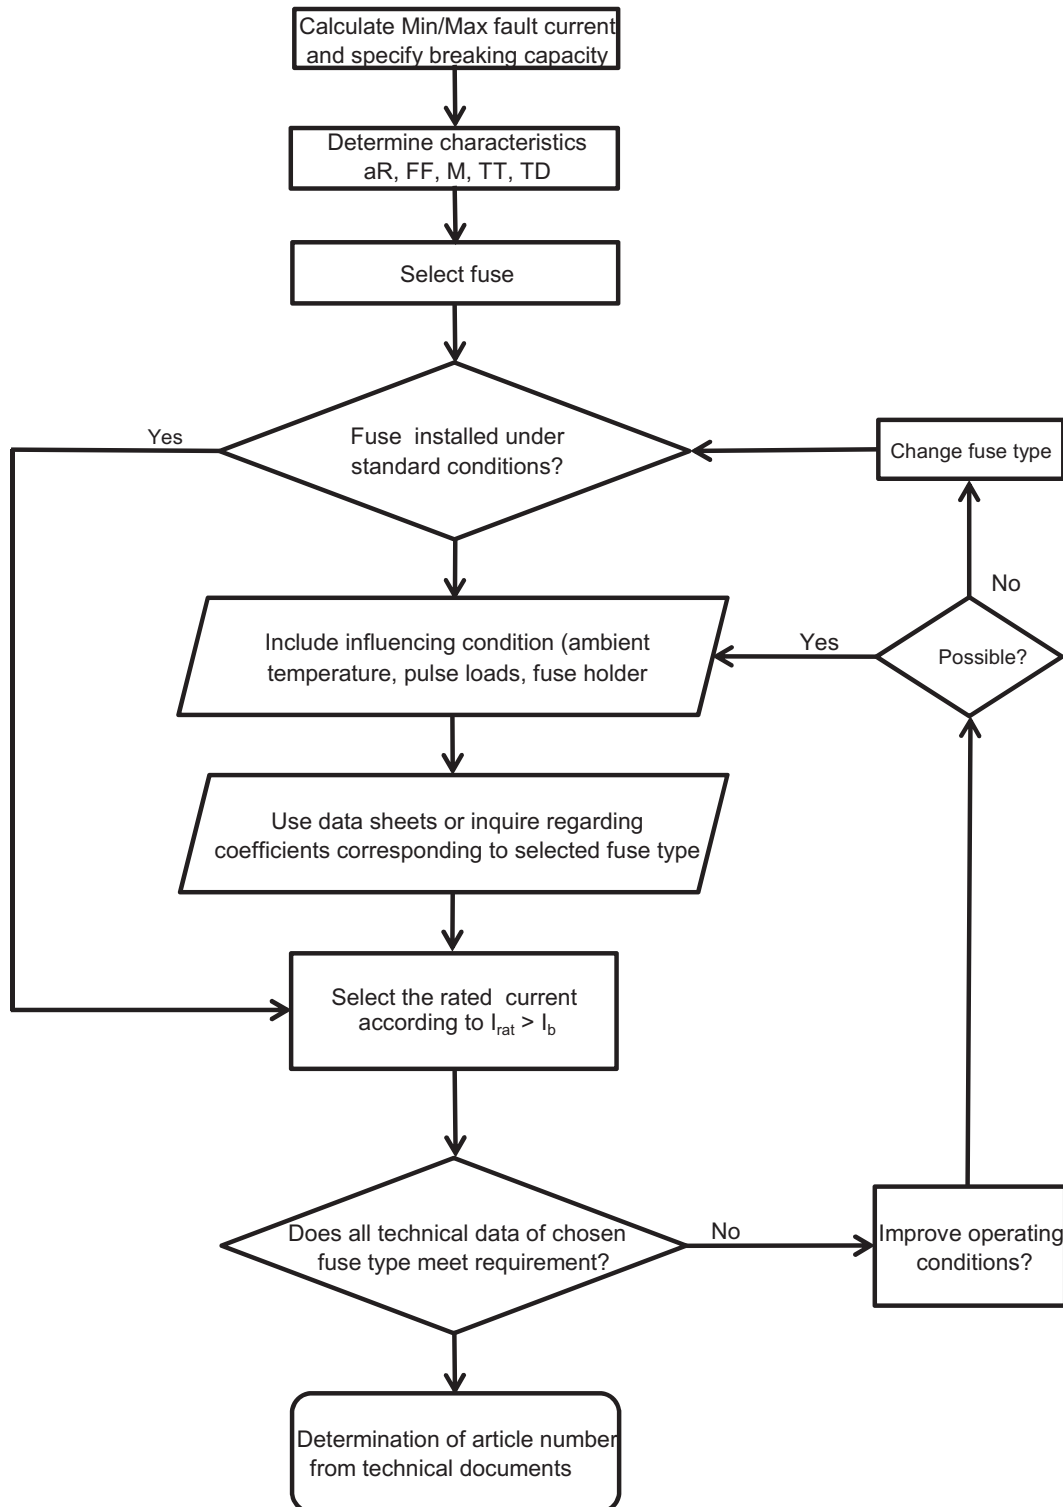 Calculate Min/Max fault current
and specify breaking capacity
Determine characteristics
aR, FF, M, TT, TD
Select fuse
Yes
Fuse installed under
standard conditions?
Change fuse type
No
Include influencing condition (ambient
temperature, pulse loads, fuse holder
Yes
Possible?
Use data sheets or inquire regarding
coefficients corresponding to selected fuse type
Select the rated current
according to Irat > Ib
Does all technical data of chosen
fuse type meet requirement?
No
Improve operating
conditions?
Determination of article number
from technical documents